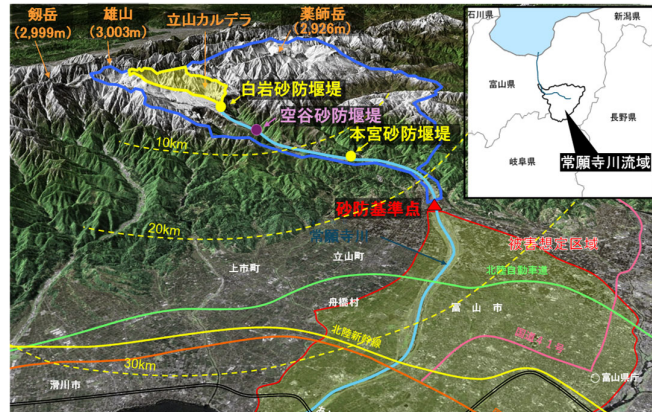 剱岳
(2,999m)
雄山
(3,003m)
立山カルデラ
薬師岳
(2,926m)
白岩砂防堰堤
空谷砂防堰堤
本宮砂防堰堤
10km
砂防基準点
常願寺川
20km
被害想定区域
上市町
立山町
北陸自動車道
舟橋村
富山市
北陸新幹線
国道41号
30km
滑川市
富山県庁
石川県
新潟県
富山県
長野県
岐阜県
常願寺川流域